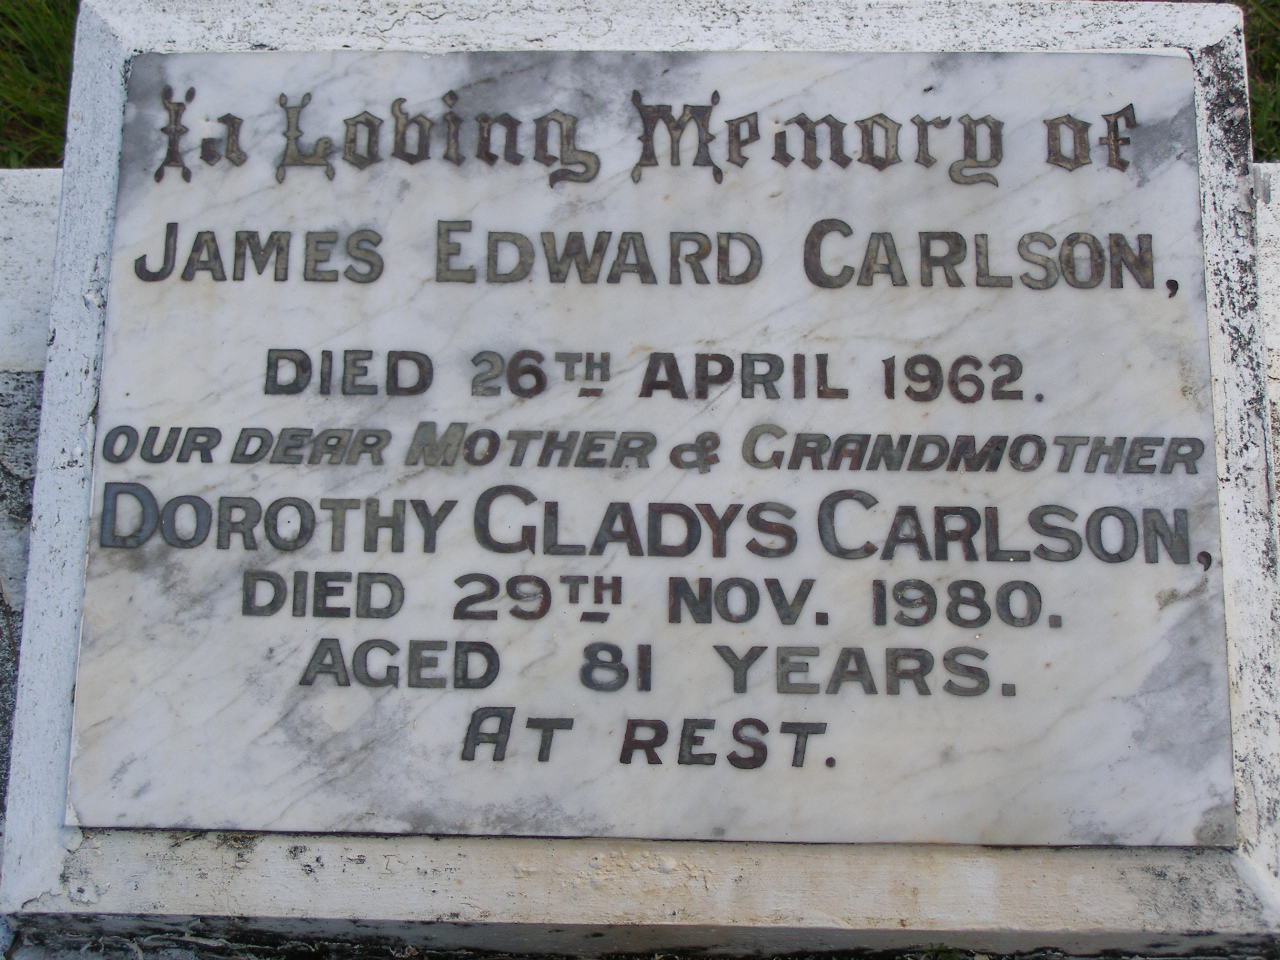 In Loving Memory of
JAMES EDWARD CARLSON,
DIED 26TH APRIL 1962.
OUR DEAR MOTHER & GRANDMOTHER
DOROTHY GLADYS CARLSON,
DIED 29TH NOV. 1980.
AGED 81 YEARS.
AT REST.